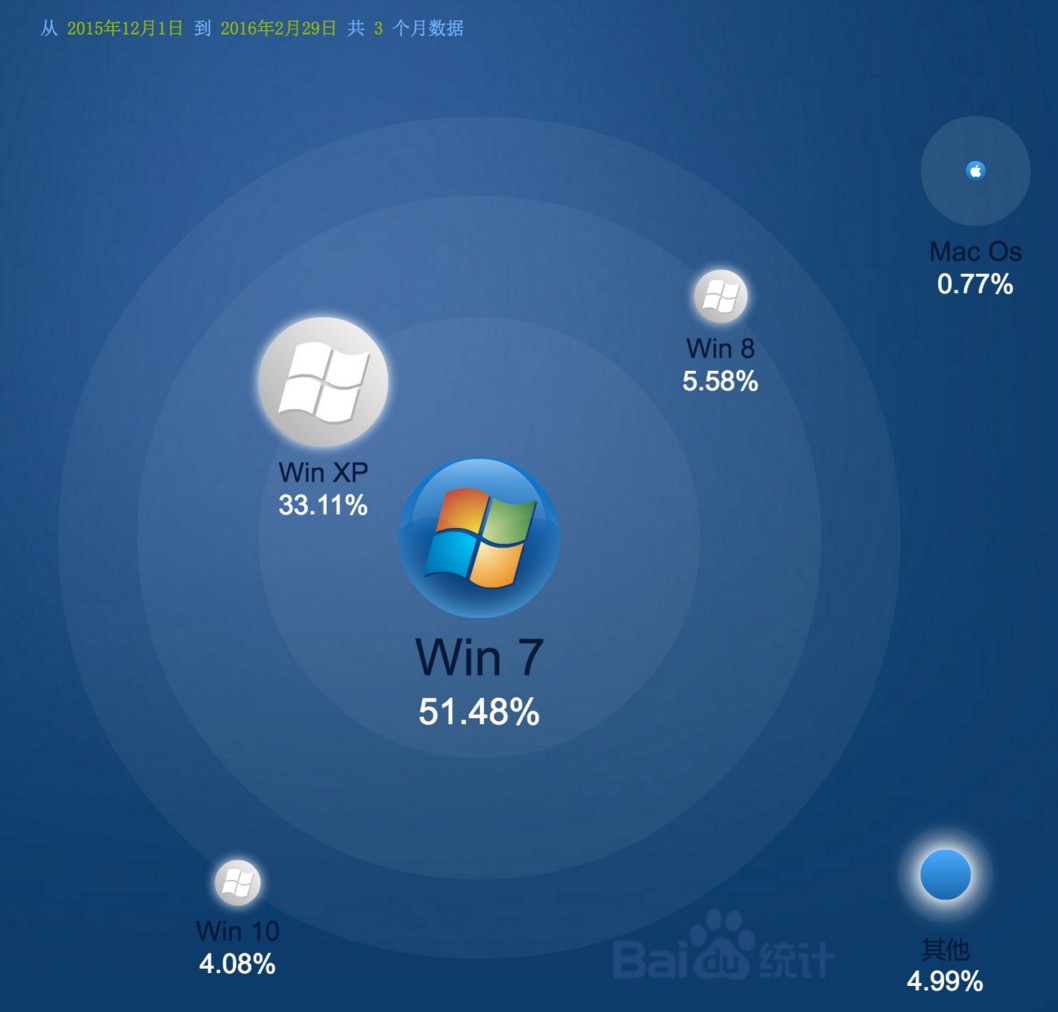 从 2015年12月1日 到 2016年2月29日 共 3 个月数据
Mac Os
0.77%
Win 8
5.58%
Win XP
33.11%
Win 7
51.48%
Win 10
4.08%
Baidu统计
其他
4.99%